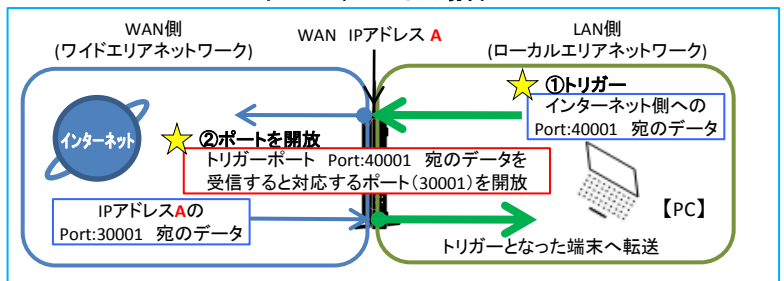 WAN側
(ワイドエリアネットワーク)
WAN IPアドレス A
LAN側
(ローカルエリアネットワーク)
①トリガー
インターネット側への
Port:40001 宛のデータ
インターネット
②ポートを開放
トリガーポート Port:40001 宛のデータを
受信すると対応するポート(30001)を開放
IPアドレスAの
Port:30001 宛のデータ
【PC】
トリガーとなった端末へ転送